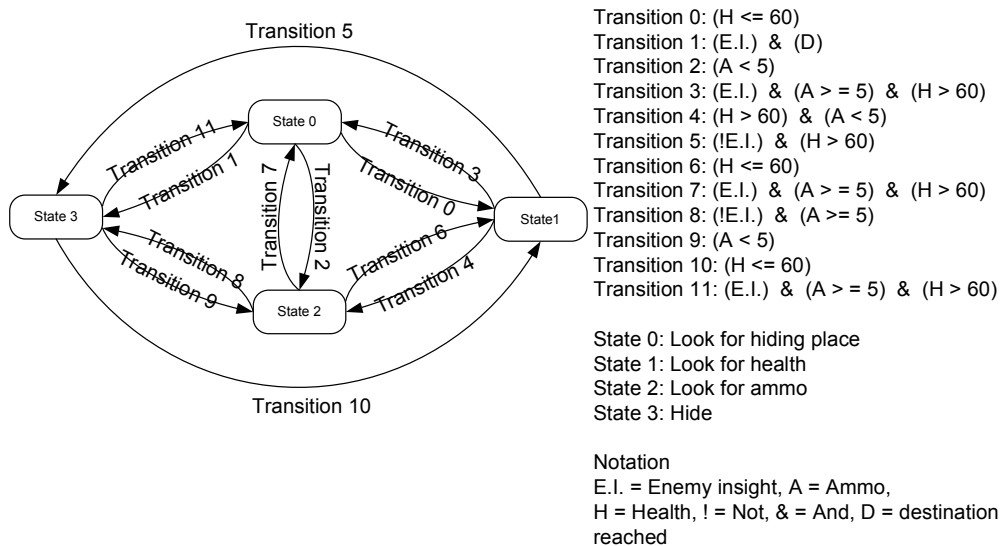 Transition 5
State 0
Transition 11
Transition 1
Transition 3
Transition 0
Transition 7
Transition 2
State 3
State1
Transition 8
Transition 9
Transition 6
Transition 4
State 2
Transition 10
Transition 0: (H <= 60)
Transition 1: (E.I.) & (D)
Transition 2: (A < 5)
Transition 3: (E.I.) & (A > = 5) & (H > 60)
Transition 4: (H > 60) & (A < 5)
Transition 5: (!E.I.) & (H > 60)
Transition 6: (H <= 60)
Transition 7: (E.I.) & (A > = 5) & (H > 60)
Transition 8: (!E.I.) & (A >= 5)
Transition 9: (A < 5)
Transition 10: (H <= 60)
Transition 11: (E.I.) & (A > = 5) & (H > 60)
State 0: Look for hiding place
State 1: Look for health
State 2: Look for ammo
State 3: Hide
Notation
E.I. = Enemy insight, A = Ammo,
H = Health, ! = Not, & = And, D = destination
reached